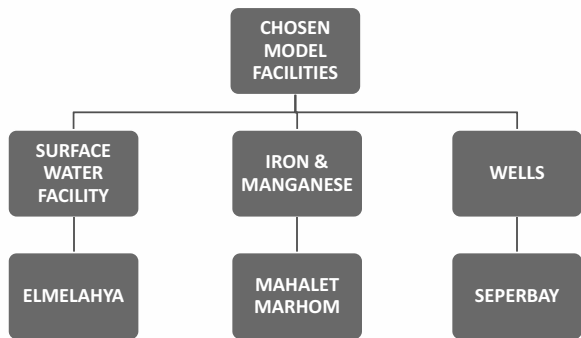 CHOSEN
MODEL
FACILITIES
SURFACE
WATER
FACILITY
IRON &
MANGANESE
WELLS
ELMELAHYA
MAHALET
MARHOM
SEPERBAY